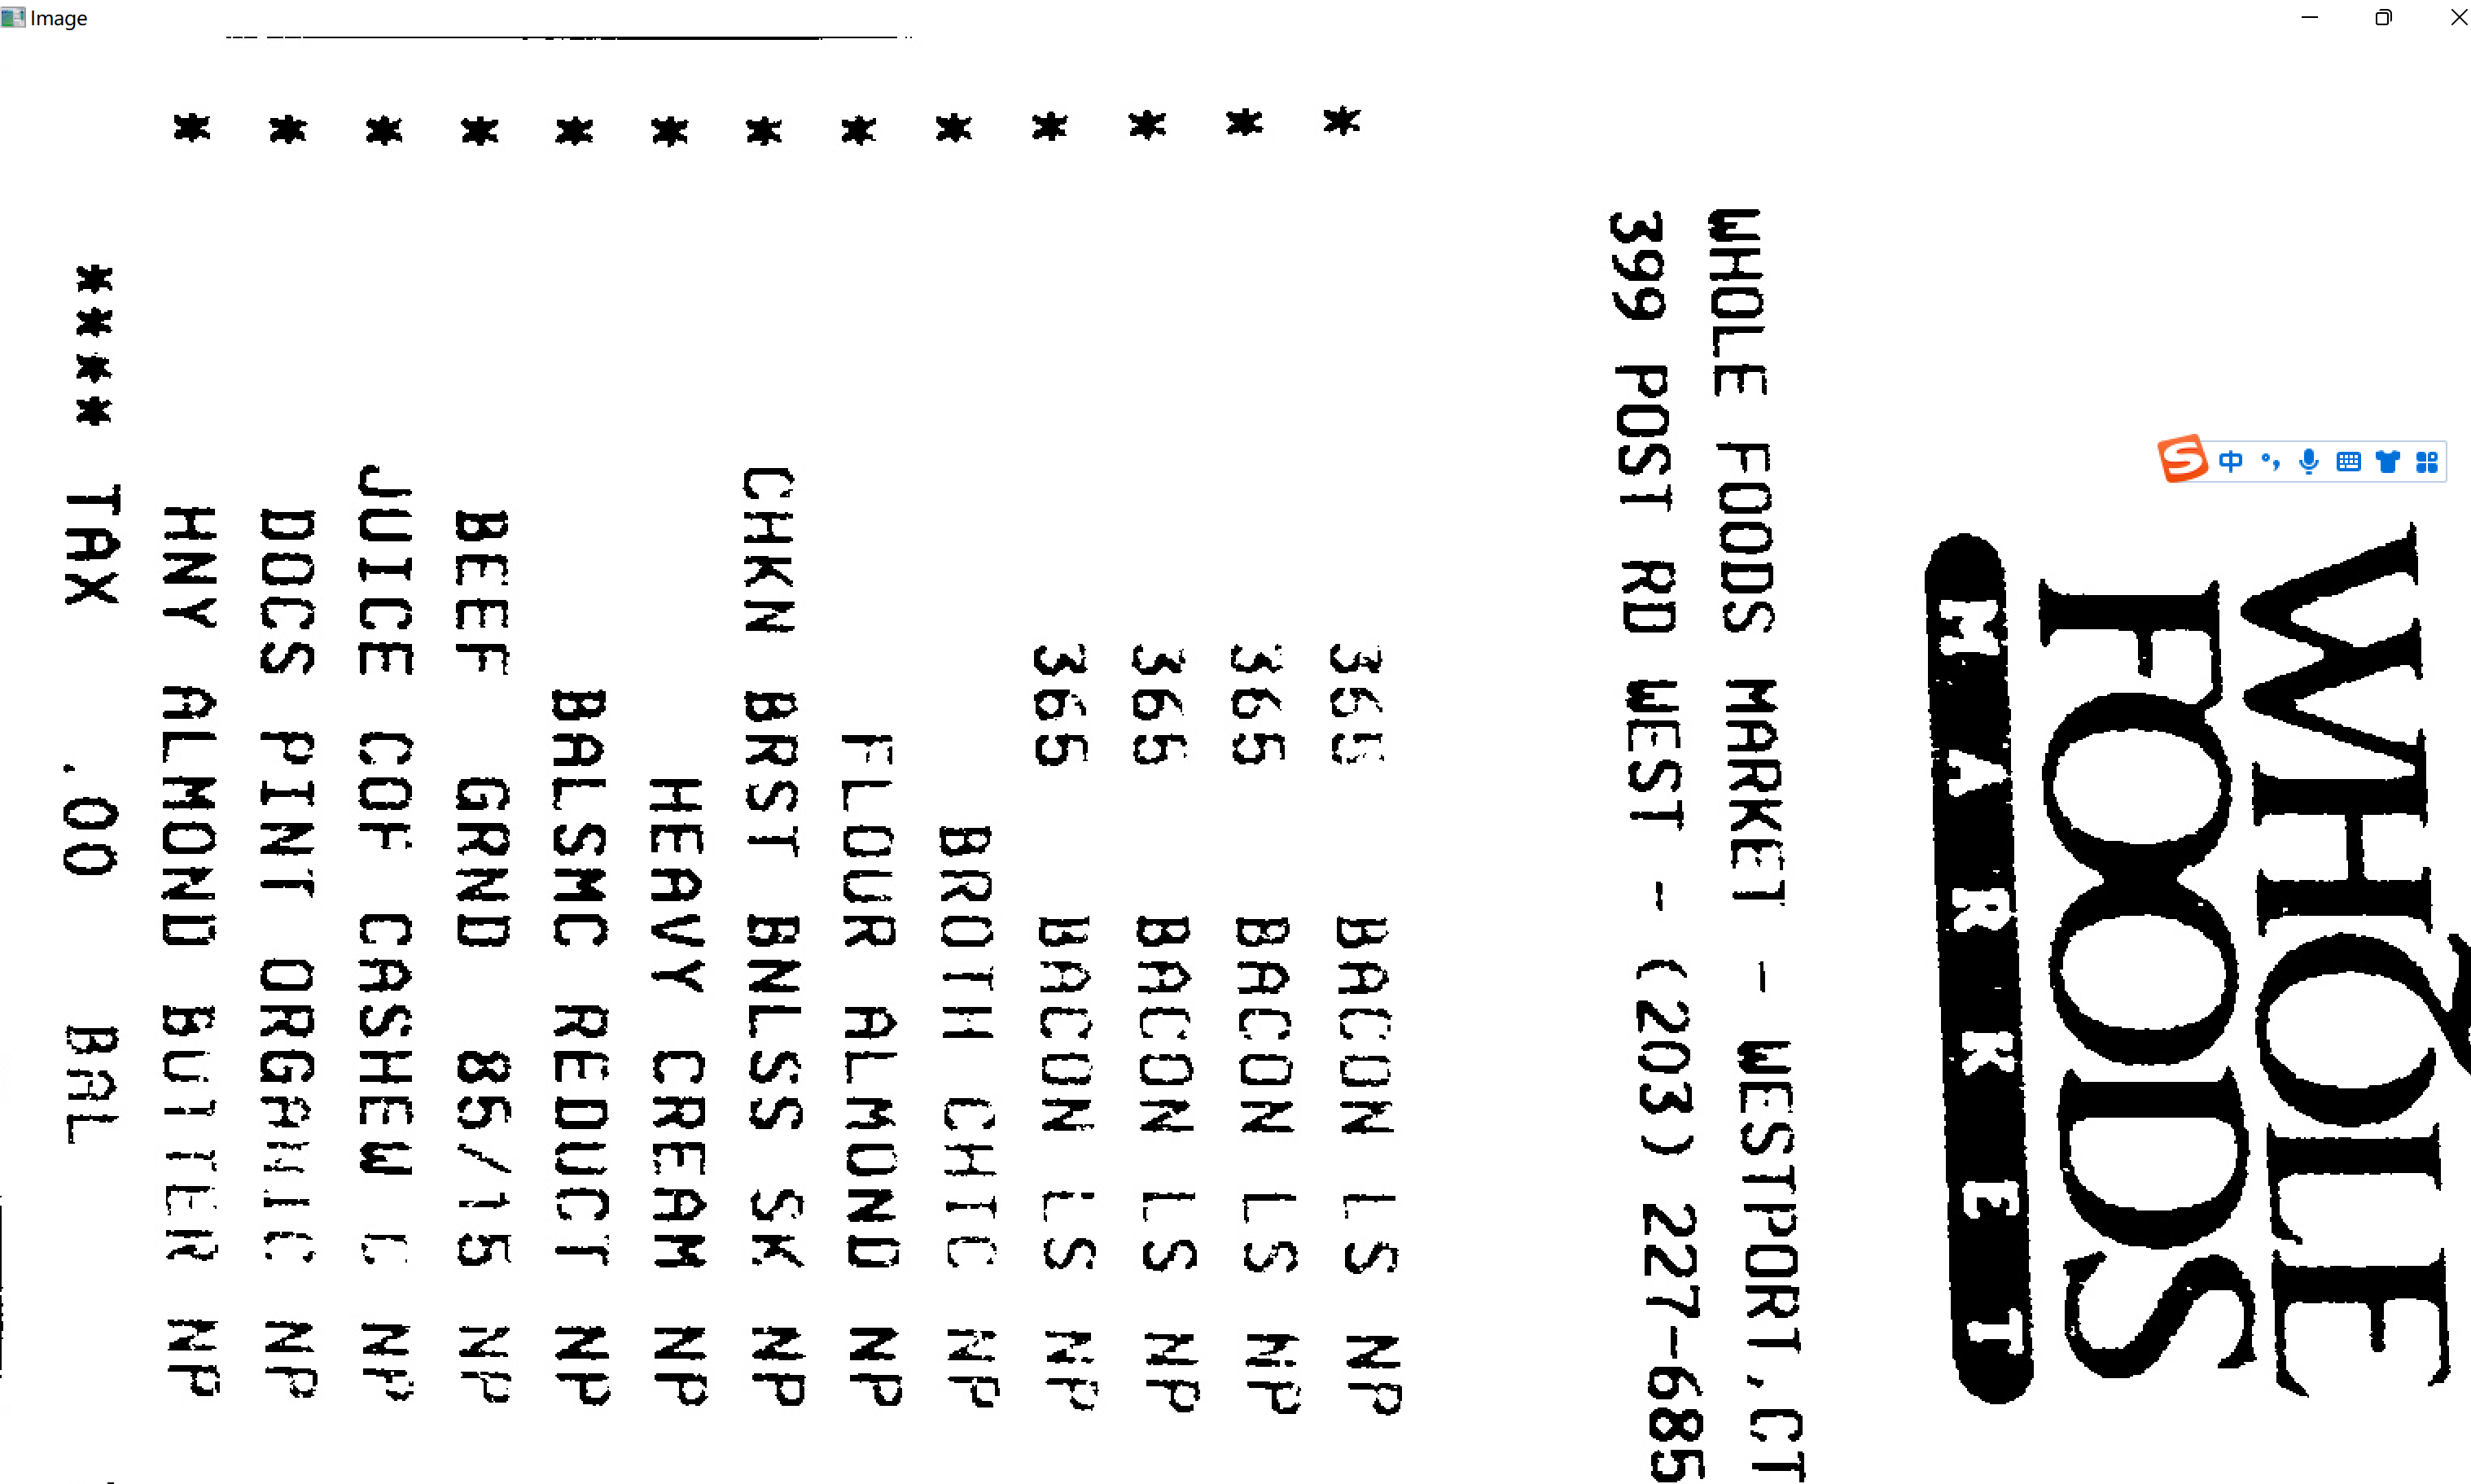 Image
中
WHOLE
FOODS
MARKET
WHOLE FOODS MARKET - WESTPORT,CT
399 POST RD WEST - (203) 227-685
* 365 BACON LS NP
* 365 BACON LS NP
* 365 BACON LS NP
* 365 BACON LS NP
* BROTH CHIC NP
* FLOUR ALMOND NP
* CHKN BRST BNLSS SK NP
* HEAVY CREAM NP
* BALSMC REDUCT NP
* BEEF GRND 85/15 NP
* JUICE COF CASHEW C NP
* DOCS PINT ORGANIC NP
* HNY ALMOND BUTTER NP
**** TAX .00 BAL